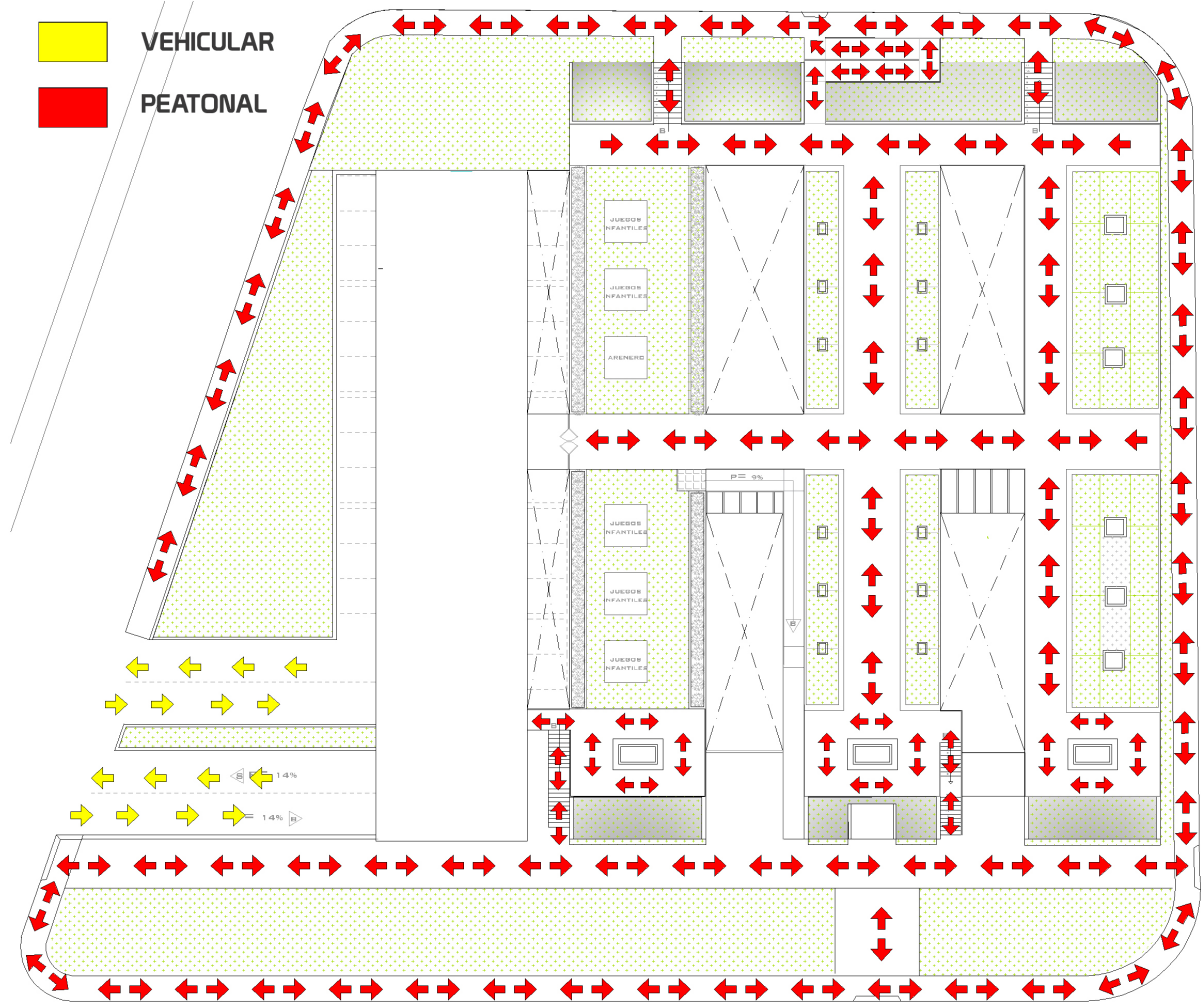 VEHICULAR
PEATONAL
B
B
JUEGOS
INFANTILES
JUEGOS
INFANTILES
ARENERO
P= 9%
JUEGOS
INFANTILES
JUEGOS
INFANTILES
B
JUEGOS
INFANTILES
B
B
S
14%
= 14%
B